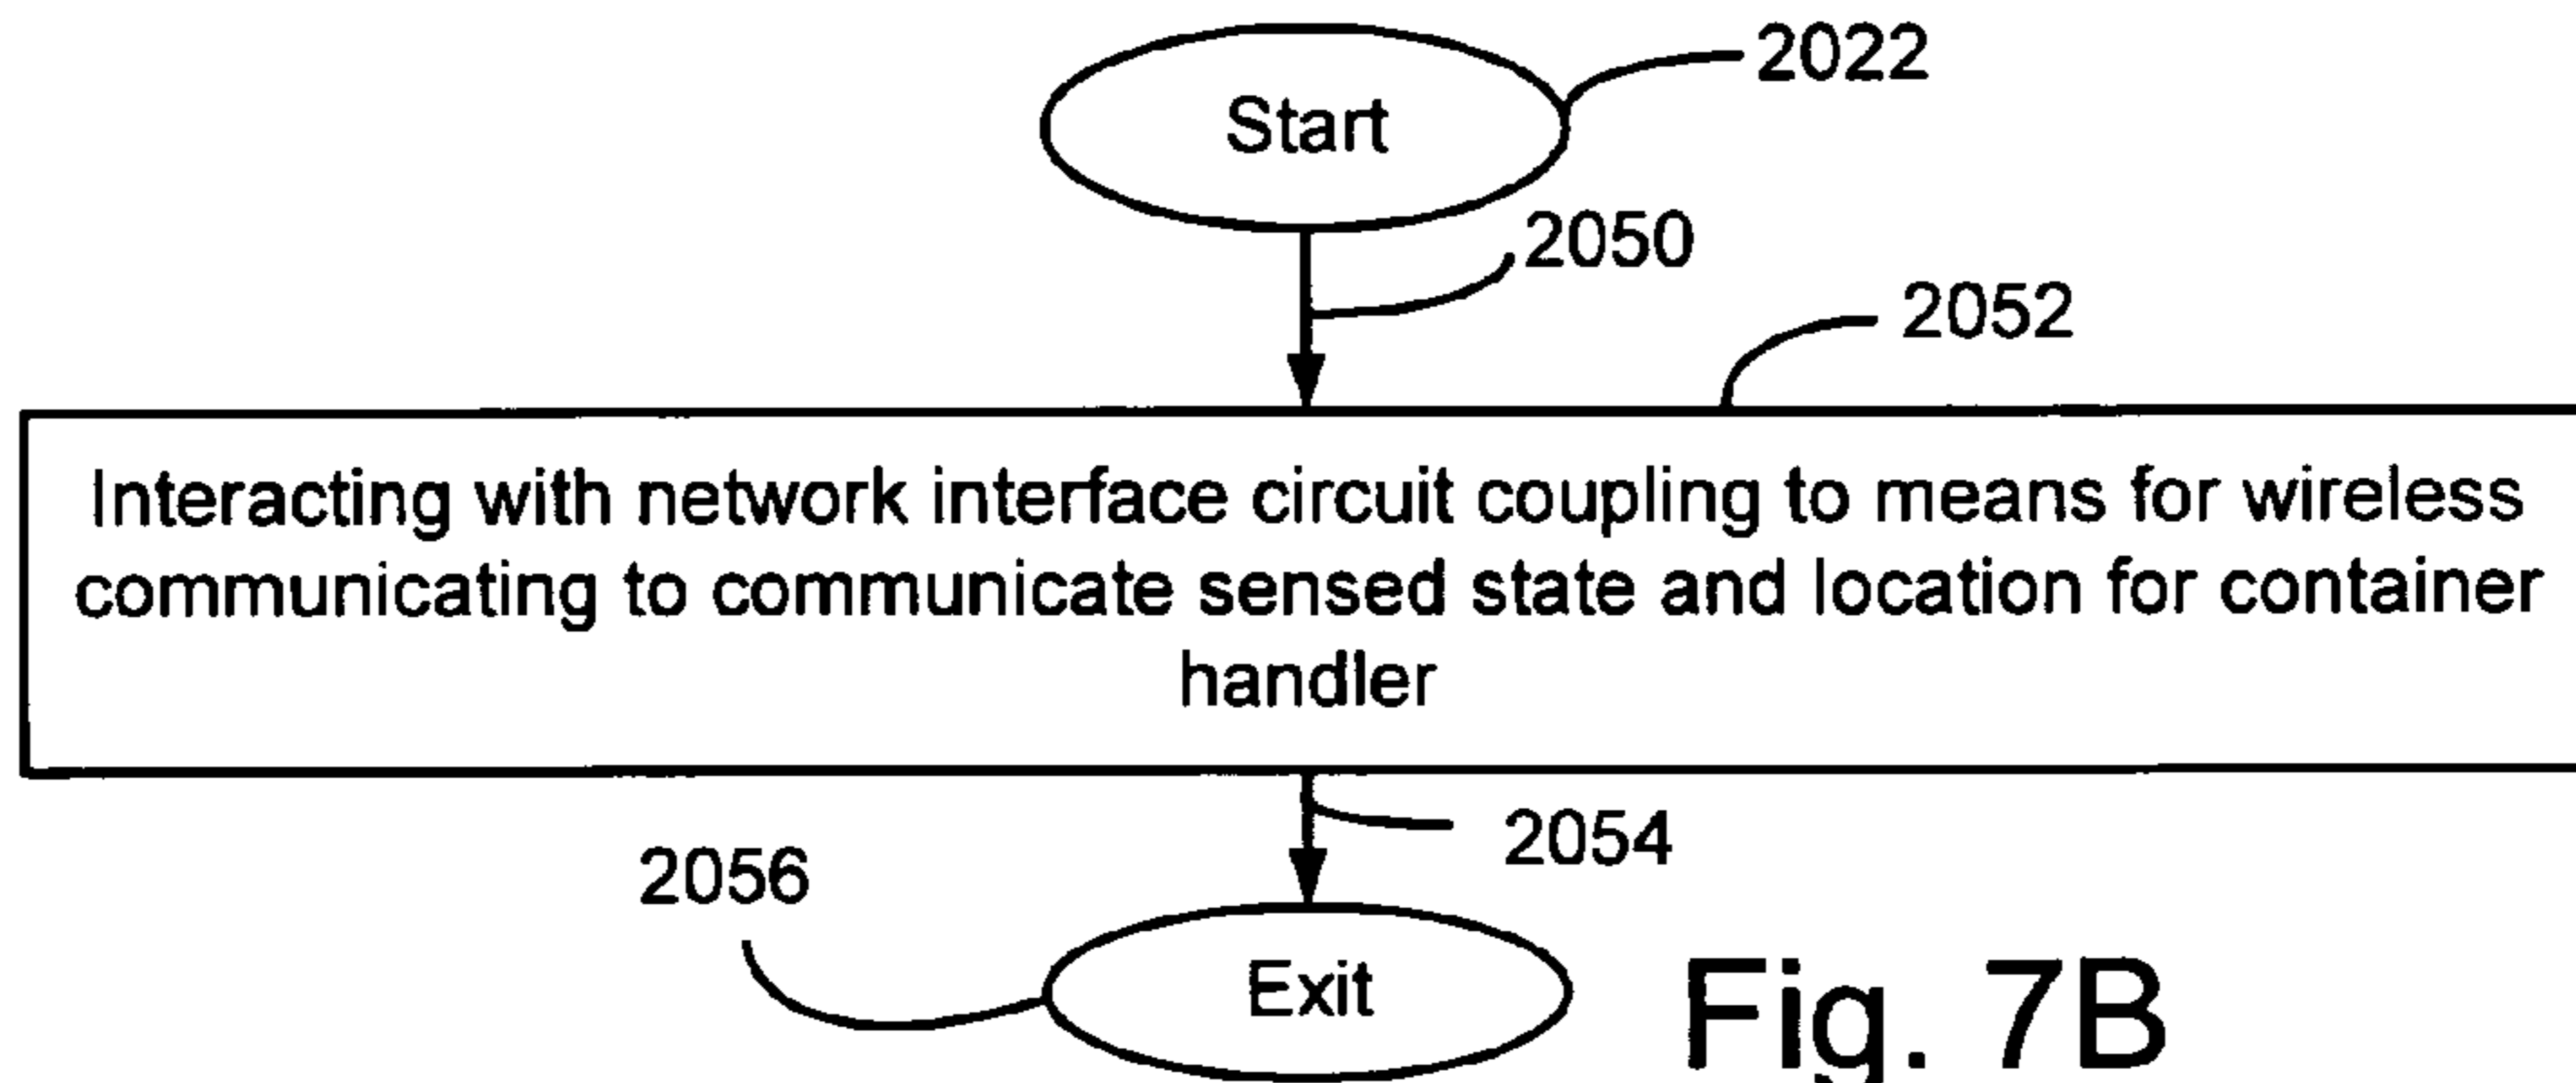 2022
Start
2050
2052
Interacting with network interface circuit coupling to means for wireless
communicating to communicate sensed state and location for container
handler
2054
2056
Exit
Fig. 7B